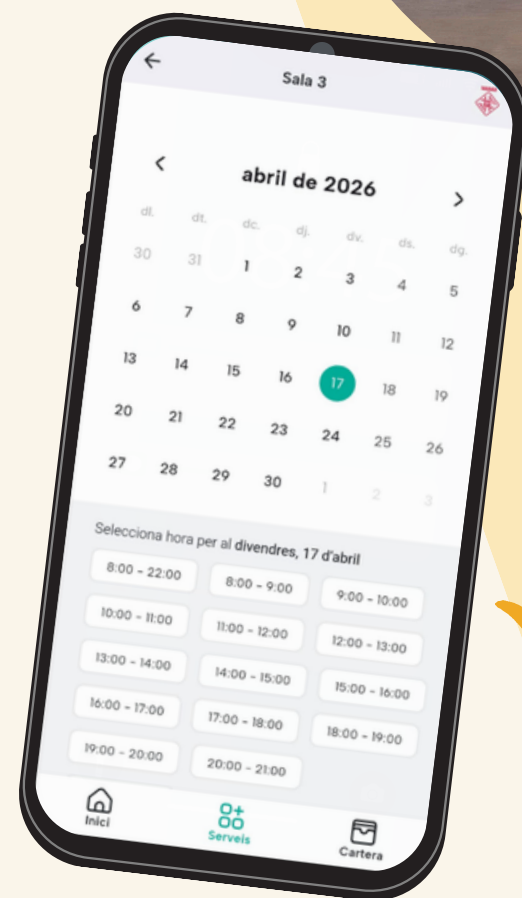 Sala 3
abril de 2026
dl. dt. dc. dj. dv. ds. dg.
30 31 1 2 3 4 5
6 7 8 9 10 11 12
13 14 15 16 17 18 19
20 21 22 23 24 25 26
27 28 29 30 1 2 3
Selecciona hora per al divendres, 17 d'abril
8:00 - 22:00 8:00 - 9:00 9:00 - 10:00
10:00 - 11:00 11:00 - 12:00 12:00 - 13:00
13:00 - 14:00 14:00 - 15:00 15:00 - 16:00
16:00 - 17:00 17:00 - 18:00 18:00 - 19:00
19:00 - 20:00 20:00 - 21:00
Inici Serveis Cartera